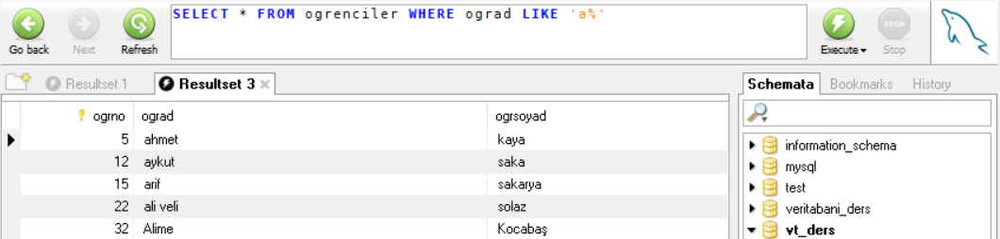 SELECT * FROM ogrenciler WHERE ograd LIKE 'a%'
Go back Next Refresh Execute Stop
STOP
Resultset 1 Resultset 3 Schemata Bookmarks History
ogrno ograd ogrsoyad
5 ahmet kaya
12 aykut saka
15 arif sakarya
22 ali veli solaz
32 Alime Kocabaş
information_schema
mysql
test
veritabani_ders
vt_ders